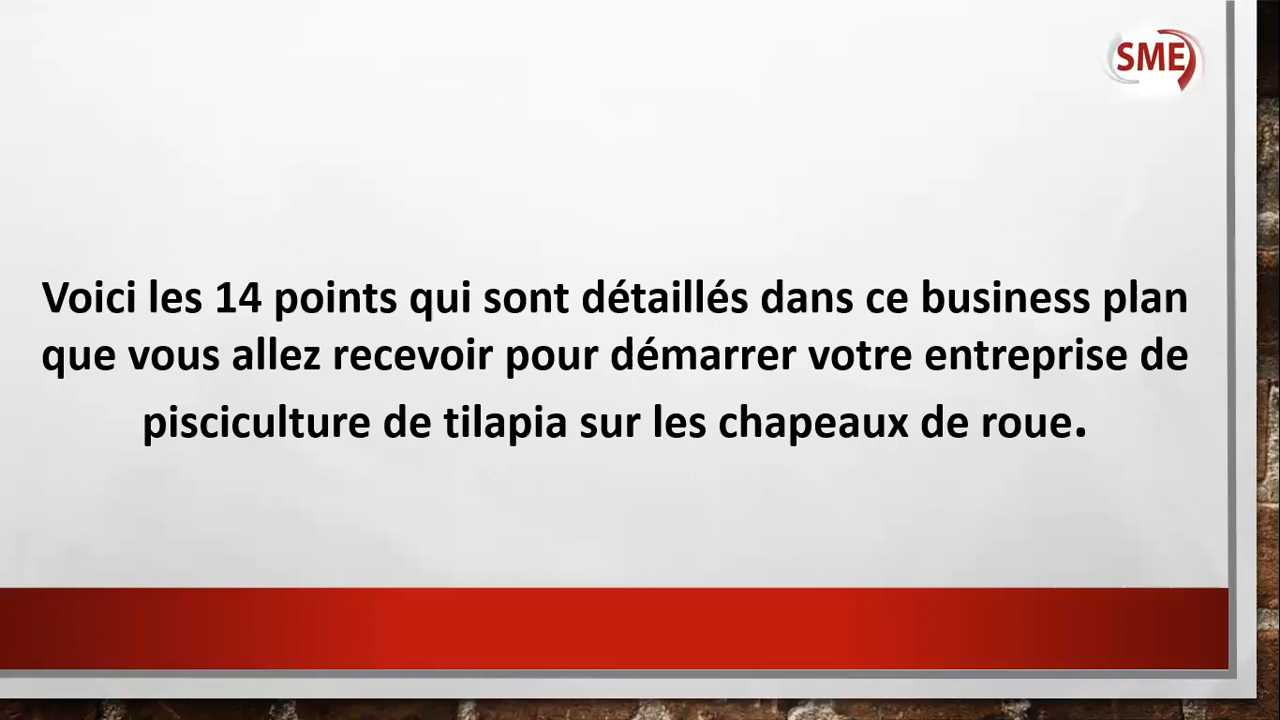 SME
Voici les 14 points qui sont détaillés dans ce business plan
que vous allez recevoir pour démarrer votre entreprise de
pisciculture de tilapia sur les chapeaux de roue.